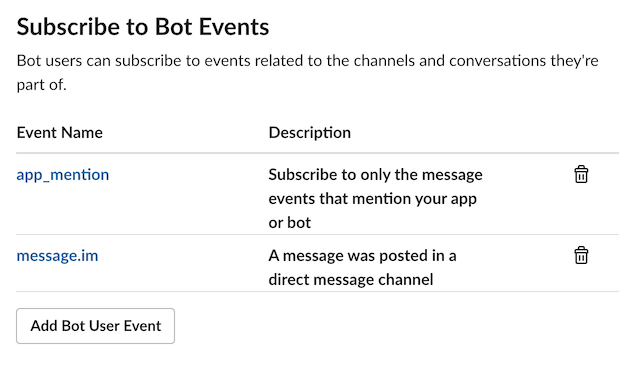 Subscribe to Bot Events
Bot users can subscribe to events related to the channels and conversations they're
part of.
Event Name Description
app_mention Subscribe to only the message
events that mention your app
or bot
message.im A message was posted in a
direct message channel
Add Bot User Event